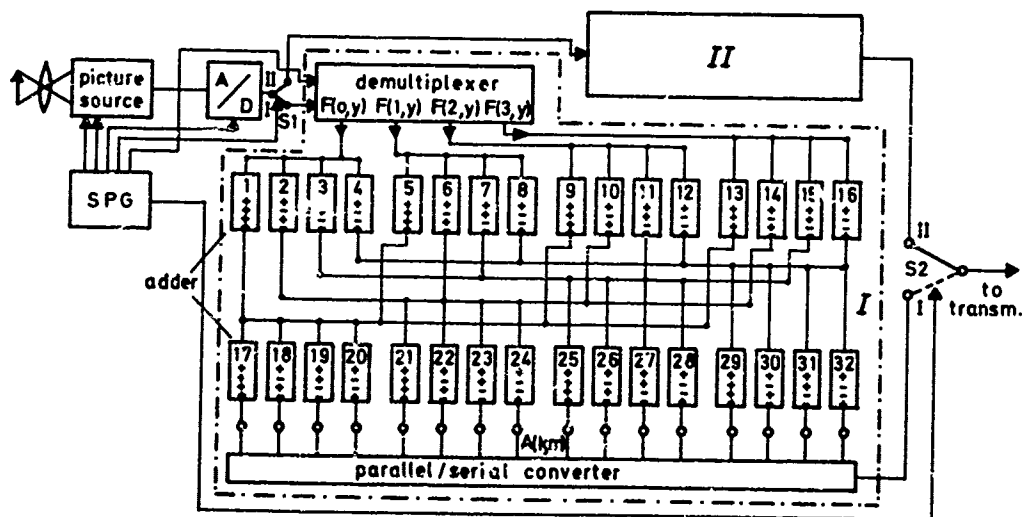 II
picture
source
A
D
II
I
S1
demultiplexer
F(0,y) F(1,y) F(2,y) F(3,y)
SPG
1 2 3 4 5 6 7 8 9 10 11 12 13 14 15 16
adder
II
S2
I
to
transm.
I
17 18 19 20 21 22 23 24 25 26 27 28 29 30 31 32
A(k,m)
parallel/serial converter